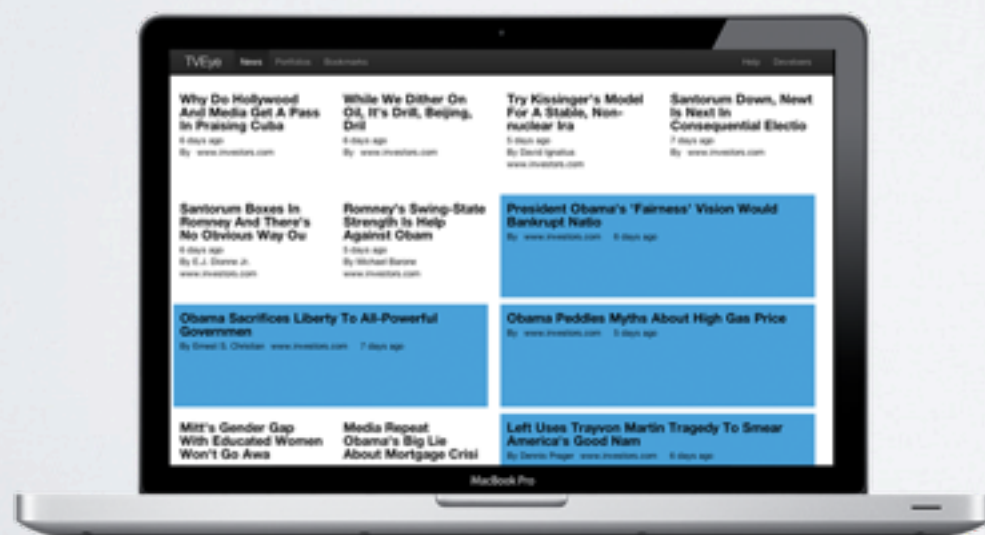 TVEye News Portfolios Bookmarks Help Developers
Why Do Hollywood
And Media Get A Pass
In Praising Cuba
6 days ago
By www.investors.com
While We Dither On
Oil, It's Drill, Beijing,
Dril
6 days ago
By www.investors.com
Try Kissinger's Model
For A Stable, Non-
nuclear Ira
5 days ago
By David Ignatius
www.investors.com
Santorum Down, Newt
Is Next In
Consequential Electio
7 days ago
By www.investors.com
Santorum Boxes In
Romney And There's
No Obvious Way Ou
6 days ago
By E.J. Dionne Jr.
www.investors.com
Romney's Swing-State
Strength Is Help
Against Obam
5 days ago
By Michael Barone
www.investors.com
President Obama's 'Fairness' Vision Would
Bankrupt Natio
By www.investors.com 6 days ago
Obama Sacrifices Liberty To All-Powerful
Governmen
By Ernest S. Christian www.investors.com 7 days ago
Obama Peddles Myths About High Gas Price
By www.investors.com 5 days ago
Mitt's Gender Gap
With Educated Women
Won't Go Awa
Media Repeat
Obama's Big Lie
About Mortgage Crisi
Left Uses Trayvon Martin Tragedy To Smear
America's Good Nam
By Dennis Prager www.investors.com 6 days ago
MacBook Pro